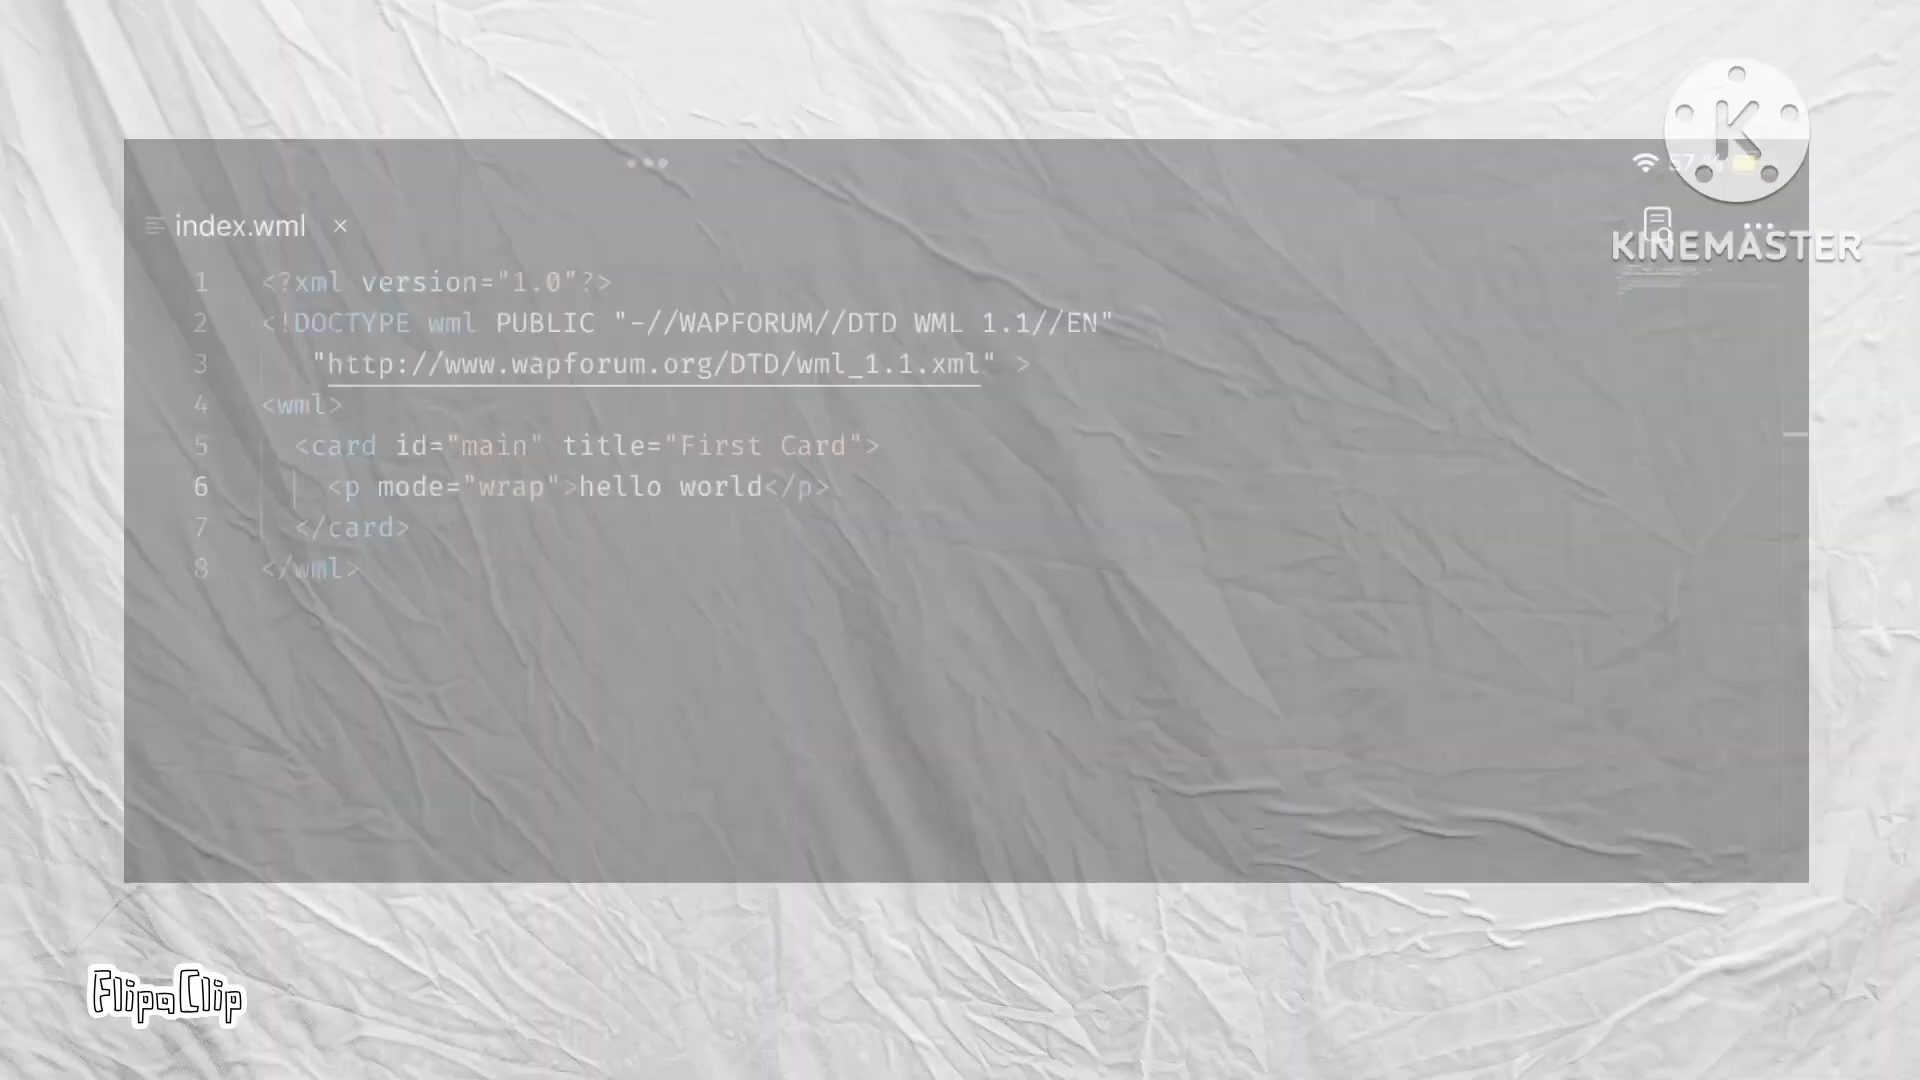 57 %
index.wml ×
1 <?xml version="1.0"?>
2 <!DOCTYPE wml PUBLIC "-//WAPFORUM//DTD WML 1.1//EN"
3 "http://www.wapforum.org/DTD/wml_1.1.xml" >
4 <wml>
5 <card id="main" title="First Card">
6 <p mode="wrap">hello world</p>
7 </card>
8 </wml>
K
KINEMASTER
FlipaClip